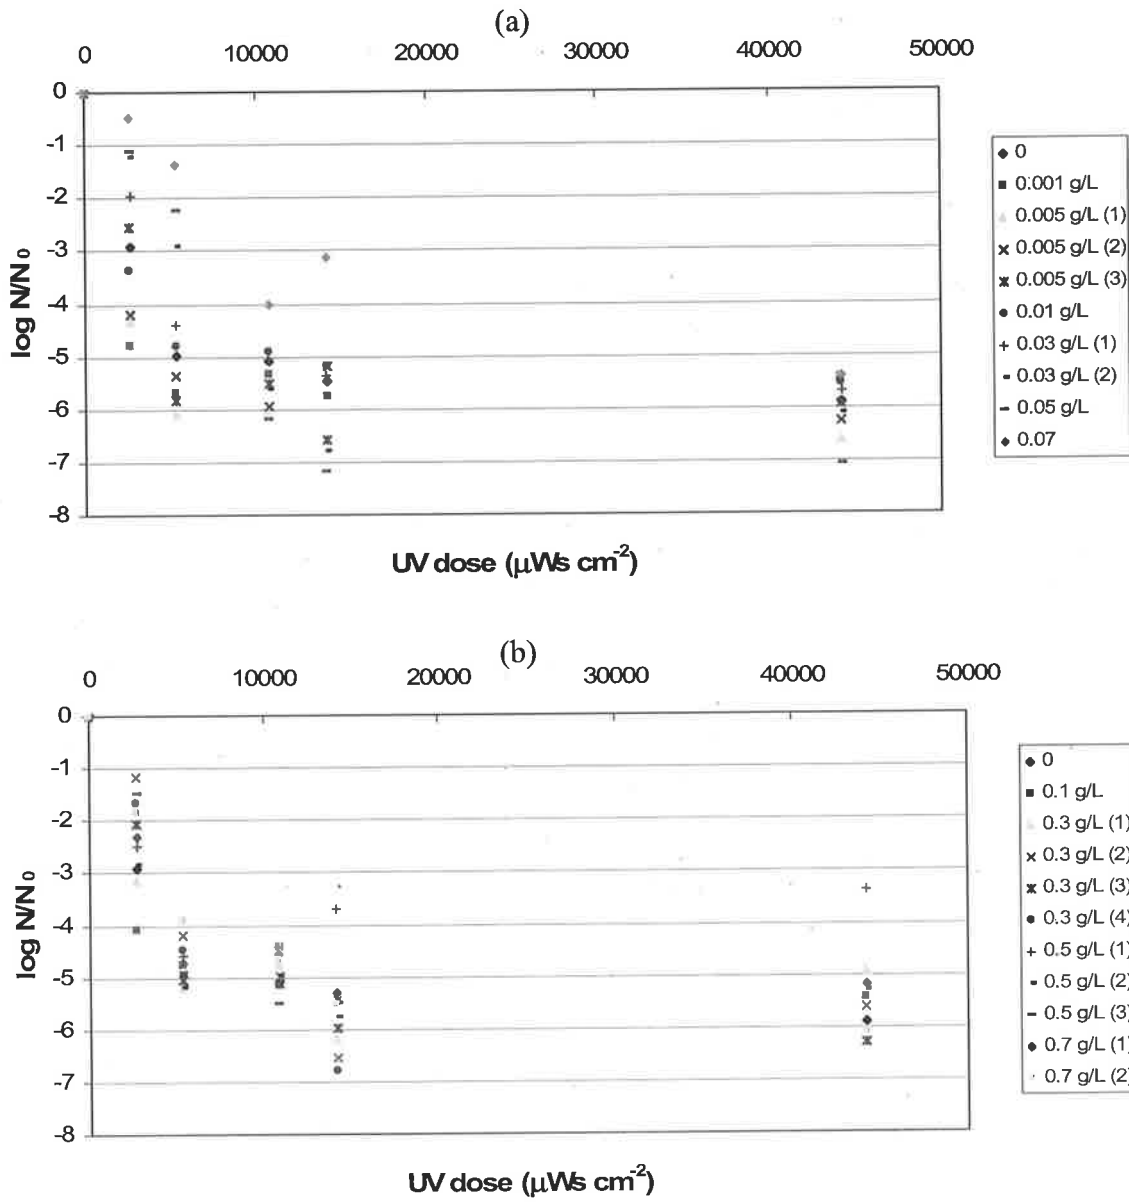 (a)
0 10000 20000 30000 40000 50000
0
-1
-2
-3
-4
-5
-6
-7
-8
log N/N₀
UV dose (µWs cm⁻²)
0
0.001 g/L
0.005 g/L (1)
0.005 g/L (2)
0.005 g/L (3)
0.01 g/L
0.03 g/L (1)
0.03 g/L (2)
0.05 g/L
0.07
(b)
0 10000 20000 30000 40000 50000
0
-1
-2
-3
-4
-5
-6
-7
-8
log N/N₀
UV dose (µWs cm⁻²)
0
0.1 g/L
0.3 g/L (1)
0.3 g/L (2)
0.3 g/L (3)
0.3 g/L (4)
0.5 g/L (1)
0.5 g/L (2)
0.5 g/L (3)
0.7 g/L (1)
0.7 g/L (2)